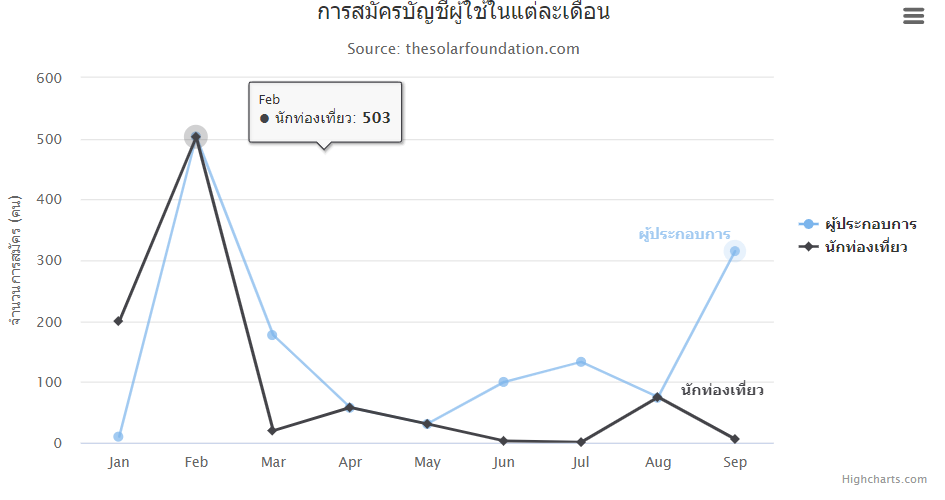 การสมัครบัญชีผู้ใช้ในแต่ละเดือน
Source: thesolarfoundation.com
จำนวนการสมัคร (คน)
600
500
400
300
200
100
0
Feb
● นักท่องเที่ยว: 503
ผู้ประกอบการ
นักท่องเที่ยว
ผู้ประกอบการ
นักท่องเที่ยว
Jan Feb Mar Apr May Jun Jul Aug Sep
Highcharts.com